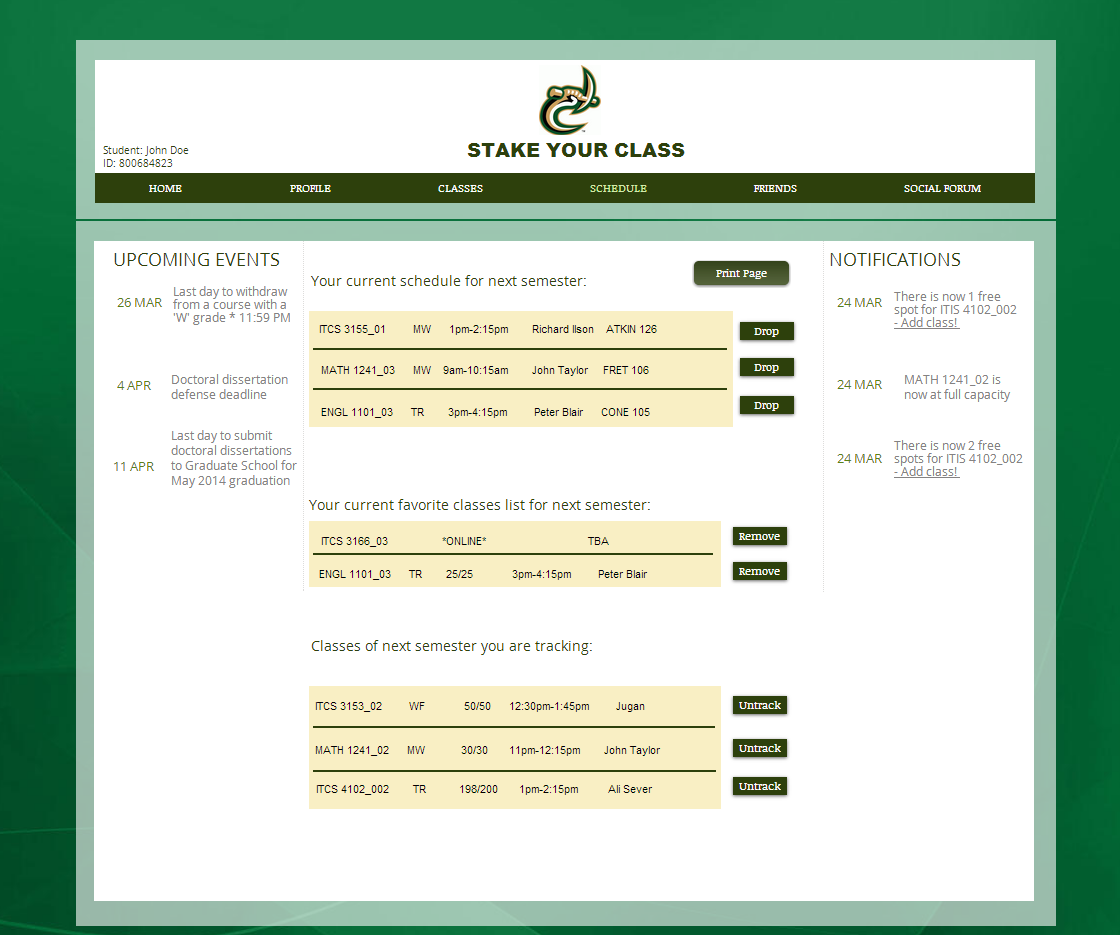 STAKE YOUR CLASS
Student: John Doe
ID: 800684823
HOME PROFILE CLASSES SCHEDULE FRIENDS SOCIAL FORUM
UPCOMING EVENTS
26 MAR
Last day to withdraw
from a course with a
'W' grade * 11:59 PM
4 APR
Doctoral dissertation
defense deadline
11 APR
Last day to submit
doctoral dissertations
to Graduate School for
May 2014 graduation
Your current schedule for next semester:
Print Page
ITCS 3155_01 MW 1pm-2:15pm Richard Ilson ATKIN 126 Drop
MATH 1241_03 MW 9am-10:15am John Taylor FRET 106 Drop
ENGL 1101_03 TR 3pm-4:15pm Peter Blair CONE 105 Drop
Your current favorite classes list for next semester:
ITCS 3166_03 *ONLINE* TBA Remove
ENGL 1101_03 TR 25/25 3pm-4:15pm Peter Blair Remove
Classes of next semester you are tracking:
ITCS 3153_02 WF 50/50 12:30pm-1:45pm Jugan Untrack
MATH 1241_02 MW 30/30 11pm-12:15pm John Taylor Untrack
ITCS 4102_002 TR 198/200 1pm-2:15pm Ali Sever Untrack
NOTIFICATIONS
24 MAR
There is now 1 free
spot for ITIS 4102_002
- Add class!
24 MAR
MATH 1241_02 is
now at full capacity
24 MAR
There is now 2 free
spots for ITIS 4102_002
- Add class!